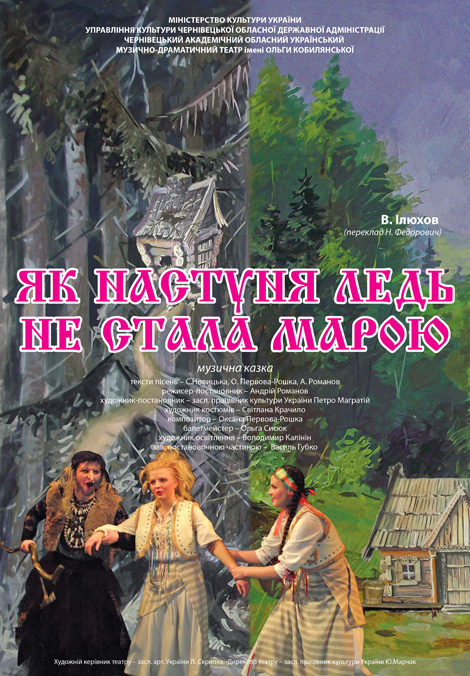 МІНІСТЕРСТВО КУЛЬТУРИ УКРАЇНИ
УПРАВЛІННЯ КУЛЬТУРИ ЧЕРНІВЕЦЬКОЇ ОБЛАСНОЇ ДЕРЖАВНОЇ АДМІНІСТРАЦІЇ
ЧЕРНІВЕЦЬКИЙ АКАДЕМІЧНИЙ ОБЛАСНИЙ УКРАЇНСЬКИЙ
МУЗИЧНО-ДРАМАТИЧНИЙ ТЕАТР імені ОЛЬГИ КОБИЛЯНСЬКОЇ
В. Ілюхов
(переклад Н. Федорович)
ЯК НАСТУНЯ ЛЕДЬ
НЕ СТАЛА МАРОЮ
музична казка
тексти пісень – С.Новицька, О. Первова-Рошка, А. Романов
режисер-постановник – Андрій Романов
художник-постановник – засл. працівник культури України Петро Магратій
художник костюмів – Світлана Крачило
композитор – Оксана Первова-Рошка
балетмейстер – Ольга Сисюк
художник освітлення – Володимир Калінін
зав. постановочною частиною – Василь Губко
Художній керівник театру – засл. арт. України Л. Скрипка. Директор театру – засл. працівник культури України Ю.Марчак